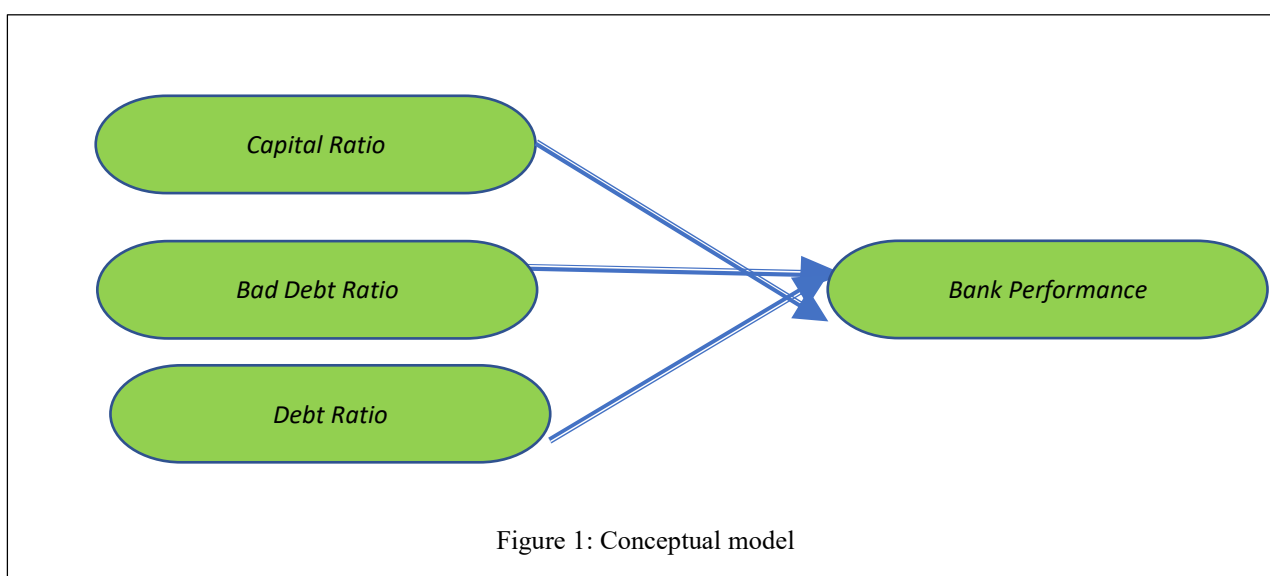 Capital Ratio
Bad Debt Ratio
Bank Performance
Debt Ratio
Figure 1: Conceptual model